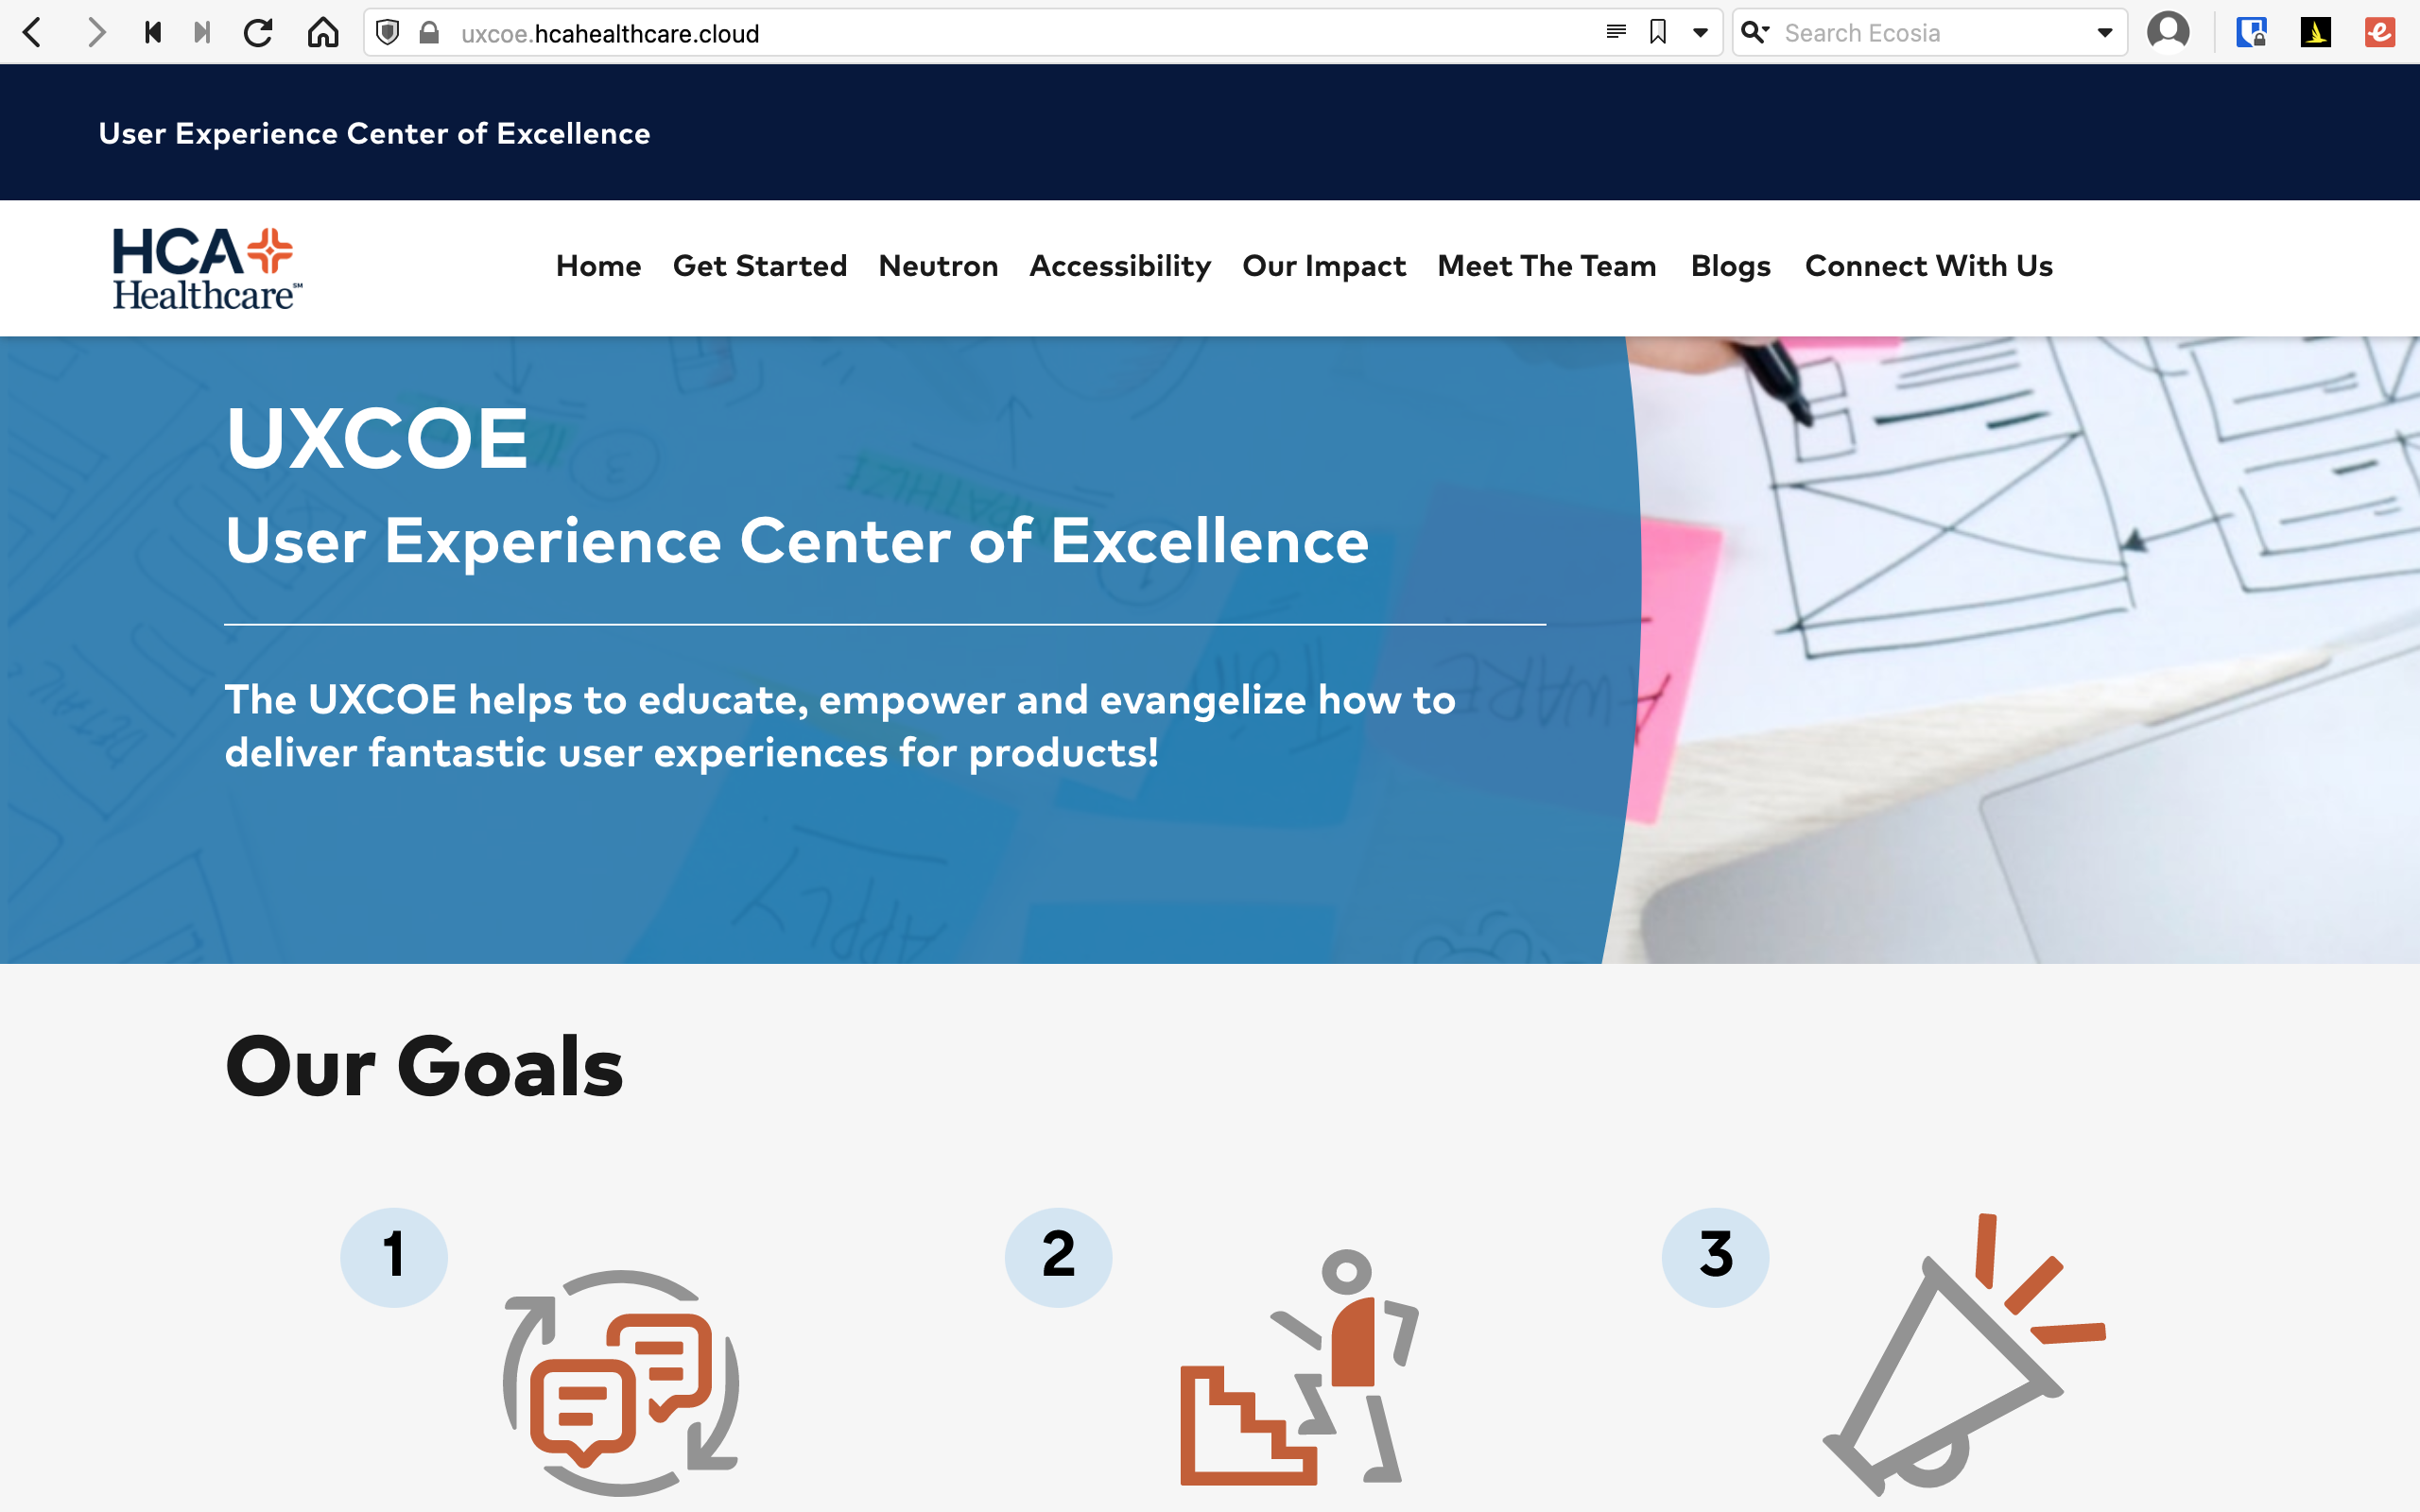 uxcoe.hcahealthcare.cloud
Search Ecosia
User Experience Center of Excellence
HCA
Healthcare℠
Home Get Started Neutron Accessibility Our Impact Meet The Team Blogs Connect With Us
UXCOE
User Experience Center of Excellence
The UXCOE helps to educate, empower and evangelize how to
deliver fantastic user experiences for products!
APPLY
Our Goals
1
2
3